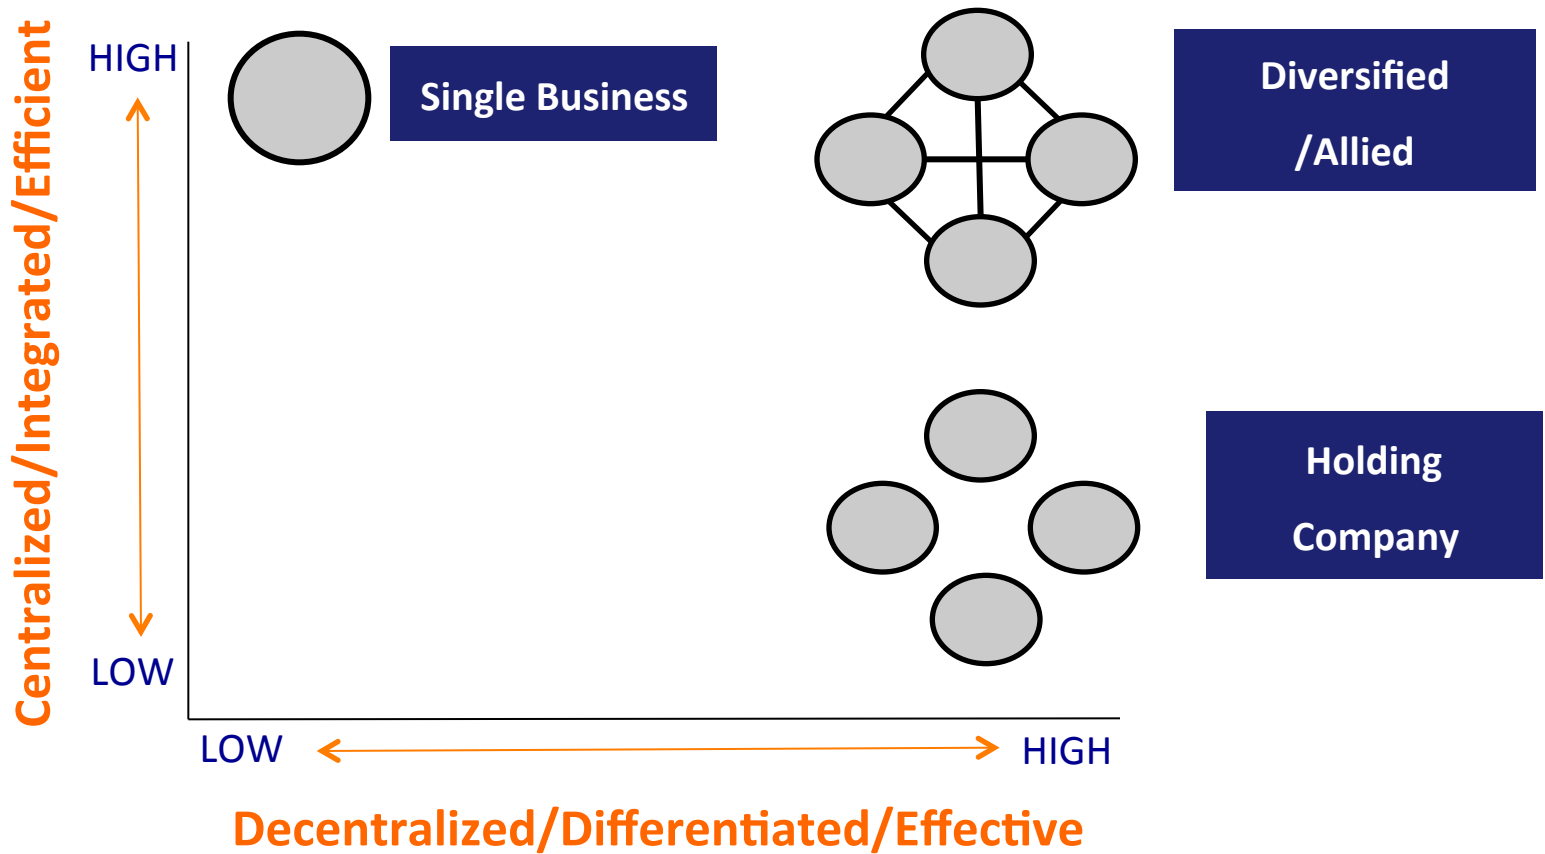 Centralized/Integrated/Efficient
HIGH
Single Business
Diversified
/Allied
Holding
Company
LOW
LOW
HIGH
Decentralized/Differentiated/Effective